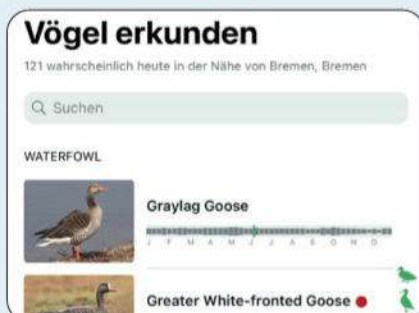 Vögel erkunden
121 wahrscheinlich heute in der Nähe von Bremen, Bremen
Suchen
WATERFOWL
Graylag Goose
J F M A M J J A S O N D
Greater White-fronted Goose